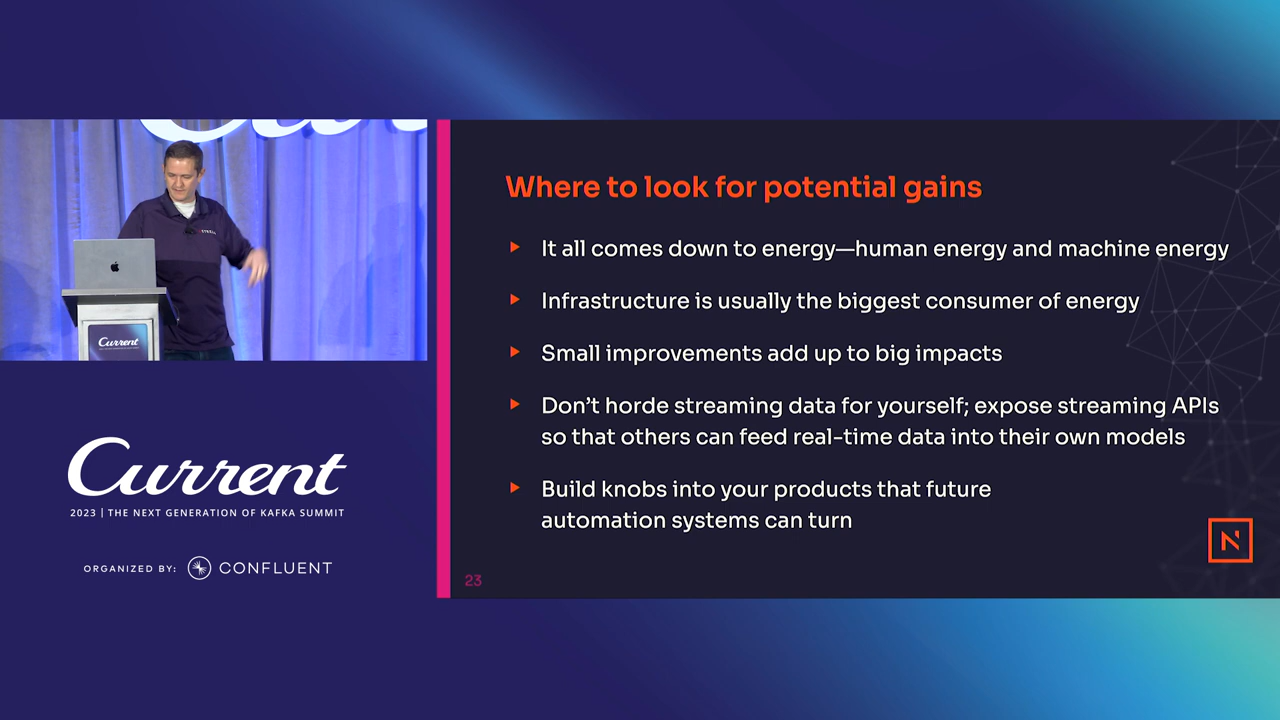 Where to look for potential gains
It all comes down to energy—human energy and machine energy
Infrastructure is usually the biggest consumer of energy
Small improvements add up to big impacts
Don’t horde streaming data for yourself; expose streaming APIs
so that others can feed real-time data into their own models
Build knobs into your products that future
automation systems can turn
23
N
Current
Current
2023 | THE NEXT GENERATION OF KAFKA SUMMIT
ORGANIZED BY: CONFLUENT